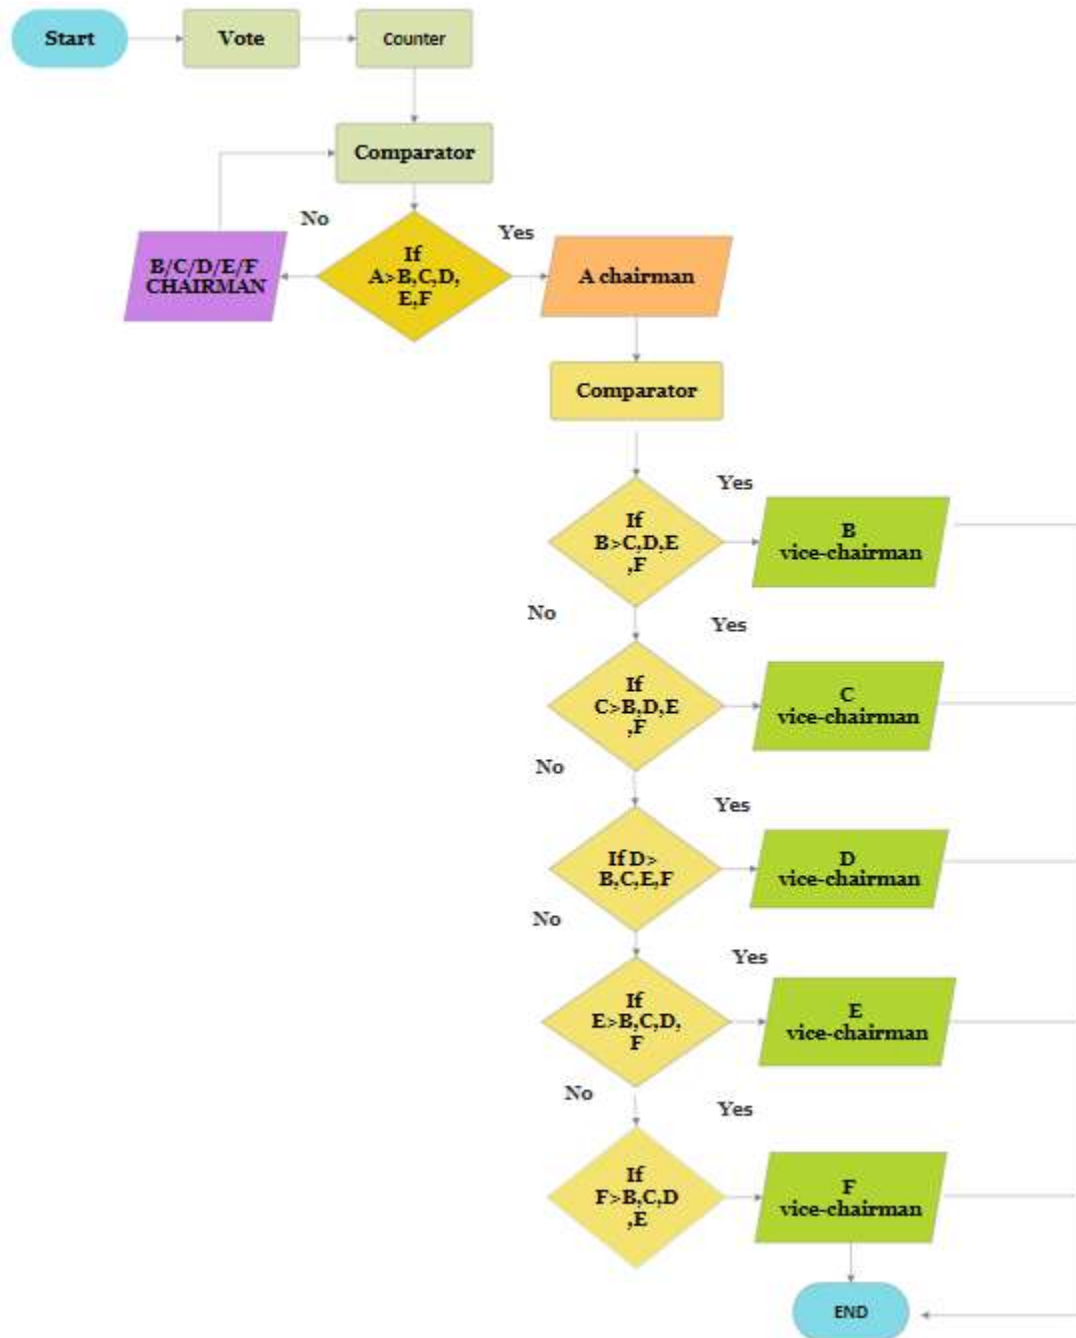 Start
Vote
Counter
Comparator
No
Yes
If
A>B,C,D,
E,F
B/C/D/E/F
CHAIRMAN
A chairman
Comparator
Yes
If
B>C,D,E
,F
B
vice-chairman
No
Yes
If
C>B,D,E
,F
C
vice-chairman
No
Yes
If D>
B,C,E,F
D
vice-chairman
No
Yes
If
E>B,C,D,
F
E
vice-chairman
No
Yes
If
F>B,C,D
,E
F
vice-chairman
END